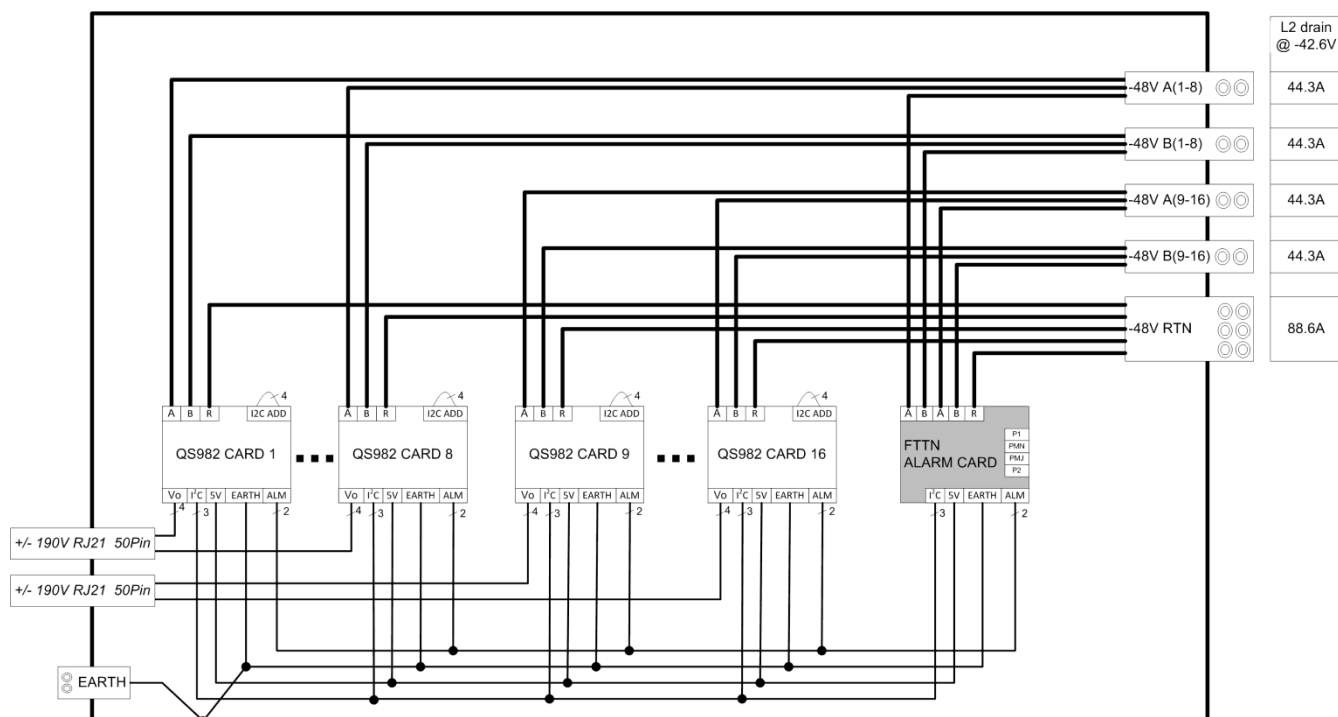 L2 drain
@ -42.6V
-48V A(1-8)
44.3A
-48V B(1-8)
44.3A
-48V A(9-16)
44.3A
-48V B(9-16)
44.3A
-48V RTN
88.6A
A B R I2C ADD 4
QS982 CARD 1
Vo I²C 5V EARTH ALM
4 3 2
A B R I2C ADD 4
QS982 CARD 8
Vo I²C 5V EARTH ALM
4 3 2
A B R I2C ADD 4
QS982 CARD 9
Vo I²C 5V EARTH ALM
4 3 2
A B R I2C ADD 4
QS982 CARD 16
Vo I²C 5V EARTH ALM
4 3 2
A B A B R
FTTN
ALARM CARD
P1
PMN
PMJ
P2
I²C 5V EARTH ALM
3 2
+/- 190V RJ21 50Pin
+/- 190V RJ21 50Pin
EARTH